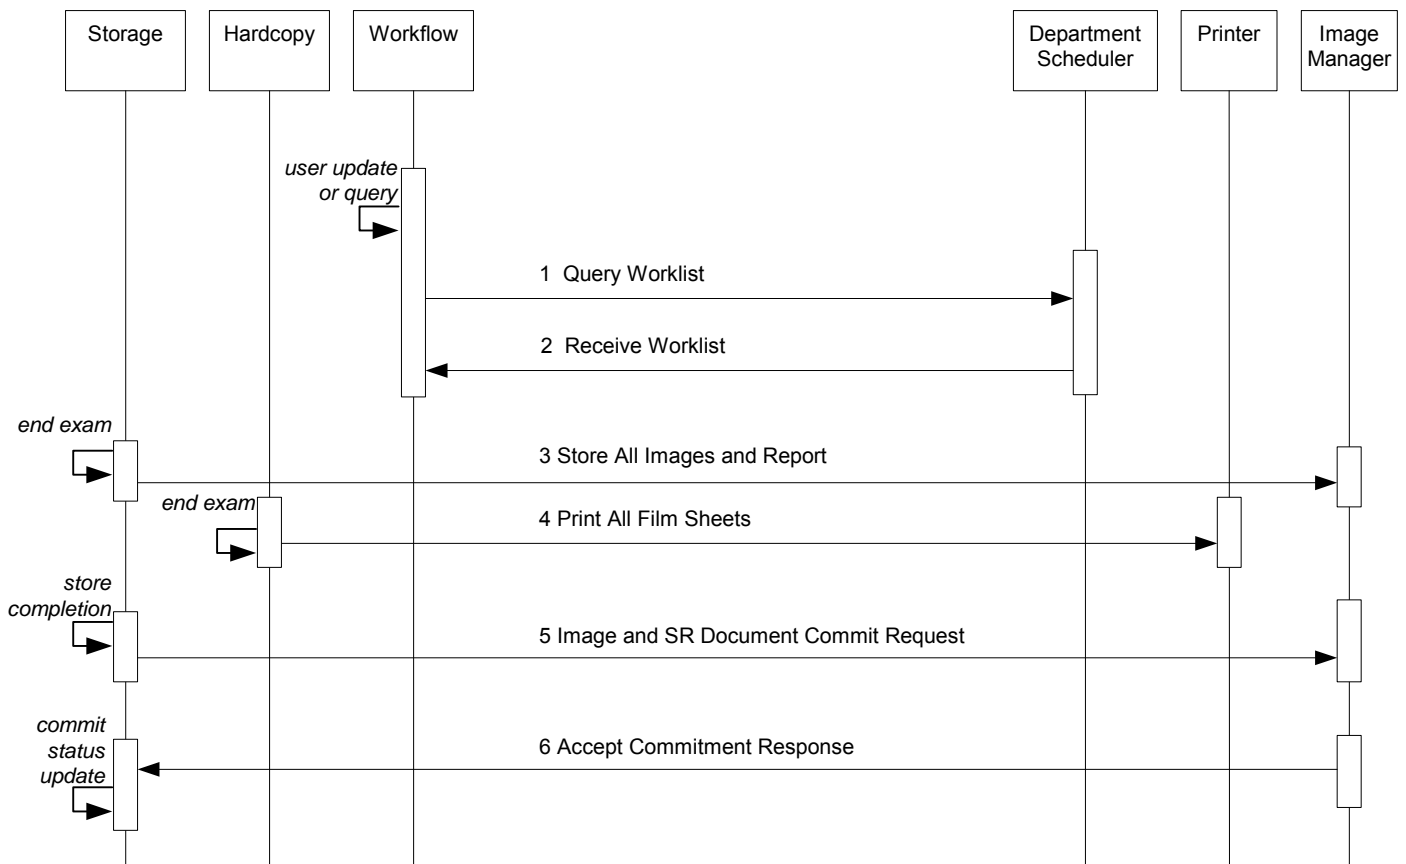 Storage
Hardcopy
Workflow
Department
Scheduler
Printer
Image
Manager
user update
or query
1  Query Worklist
2  Receive Worklist
end exam
3 Store All Images and Report
end exam
4 Print All Film Sheets
store
completion
5 Image and SR Document Commit Request
commit
status
update
6 Accept Commitment Response